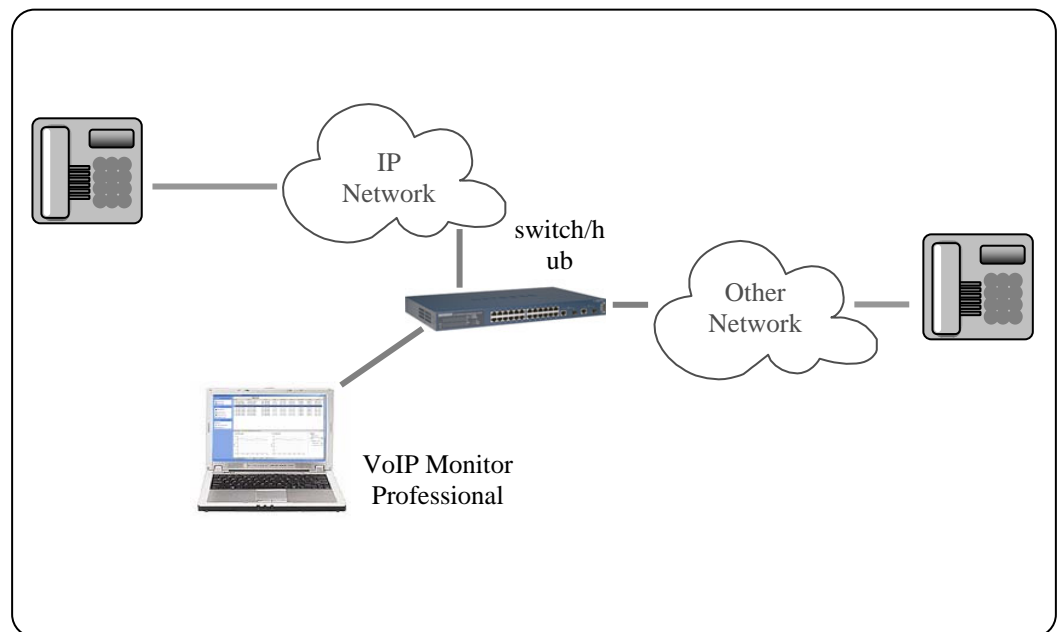 IP
Network
switch/h
ub
Other
Network
VoIP Monitor
Professional